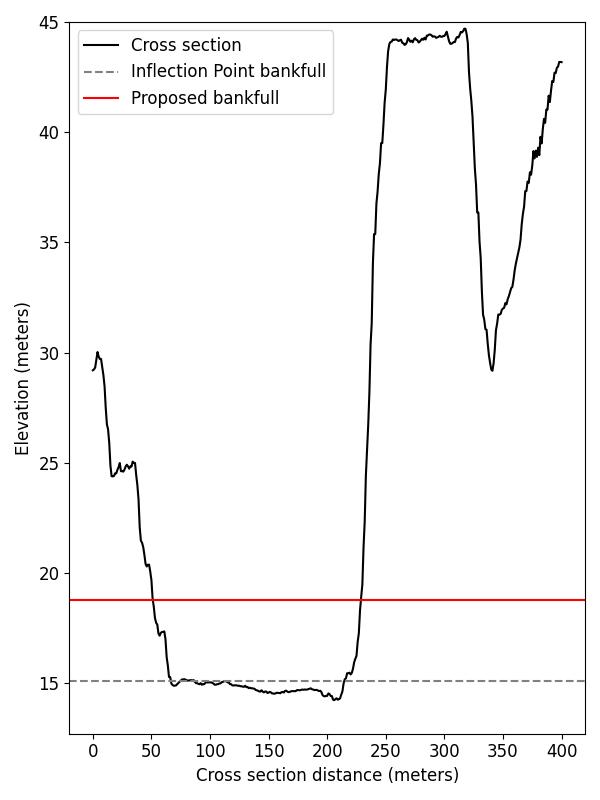 Cross section
Inflection Point bankfull
Proposed bankfull
45
40
35
30
25
20
15
Elevation (meters)
0 50 100 150 200 250 300 350 400
Cross section distance (meters)